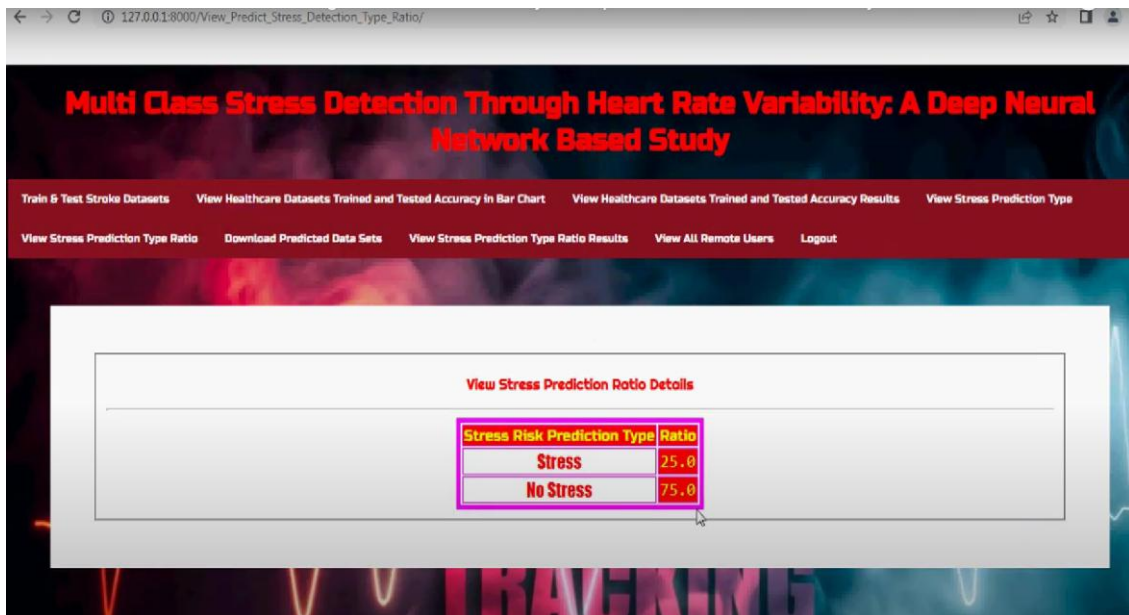 127.0.0.1:8000/View_Predict_Stress_Detection_Type_Ratio/
Multi Class Stress Detection Through Heart Rate Variability: A Deep Neural
Network Based Study
Train & Test Stroke Datasets View Healthcare Datasets Trained and Tested Accuracy in Bar Chart View Healthcare Datasets Trained and Tested Accuracy Results View Stress Prediction Type
View Stress Prediction Type Ratio Download Predicted Data Sets View Stress Prediction Type Ratio Results View All Remote Users Logout
View Stress Prediction Ratio Details
Stress Risk Prediction Type Ratio
Stress 25.0
No Stress 75.0
TRACKING